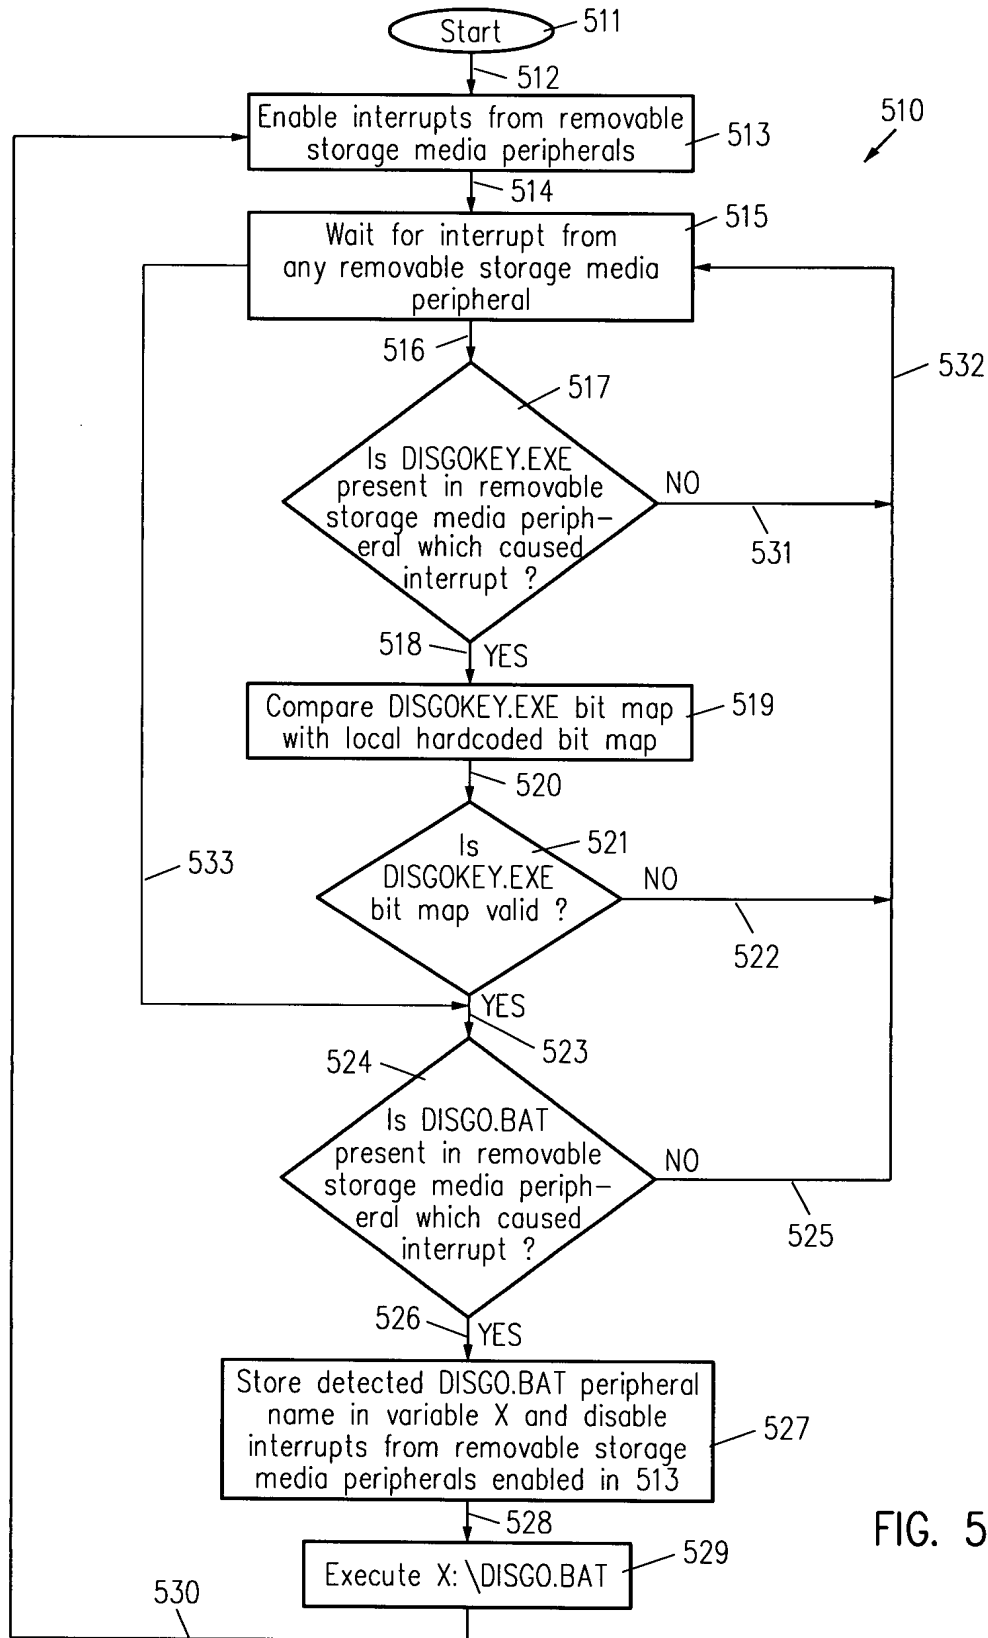 Start
511
512
Enable interrupts from removable
storage media peripherals
513
510
514
Wait for interrupt from
any removable storage media
peripheral
515
516
532
517
Is DISGOKEY.EXE
present in removable
storage media periph-
eral which caused
interrupt ?
NO
531
518
YES
Compare DISGOKEY.EXE bit map
with local hardcoded bit map
519
520
533
521
Is
DISGOKEY.EXE
bit map valid ?
NO
522
YES
523
524
Is DISGO.BAT
present in removable
storage media periph-
eral which caused
interrupt ?
NO
525
526
YES
Store detected DISGO.BAT peripheral
name in variable X and disable
interrupts from removable storage
media peripherals enabled in 513
527
528
FIG. 5
Execute X: \DISGO.BAT
529
530